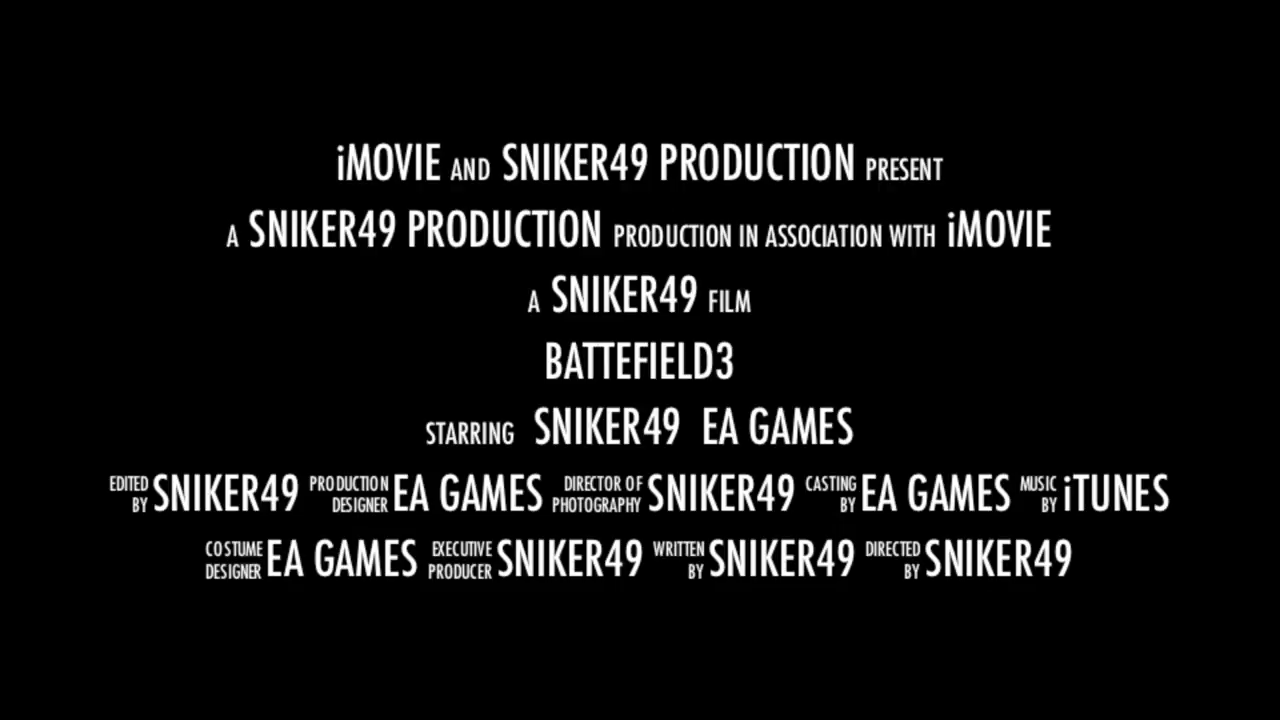 iMOVIE AND SNIKER49 PRODUCTION PRESENT
A SNIKER49 PRODUCTION PRODUCTION IN ASSOCIATION WITH iMOVIE
A SNIKER49 FILM
BATTEFIELD3
STARRING SNIKER49 EA GAMES
EDITED BY SNIKER49 PRODUCTION DESIGNER EA GAMES DIRECTOR OF PHOTOGRAPHY SNIKER49 CASTING BY EA GAMES MUSIC BY iTUNES
COSTUME DESIGNER EA GAMES EXECUTIVE PRODUCER SNIKER49 WRITTEN BY SNIKER49 DIRECTED BY SNIKER49